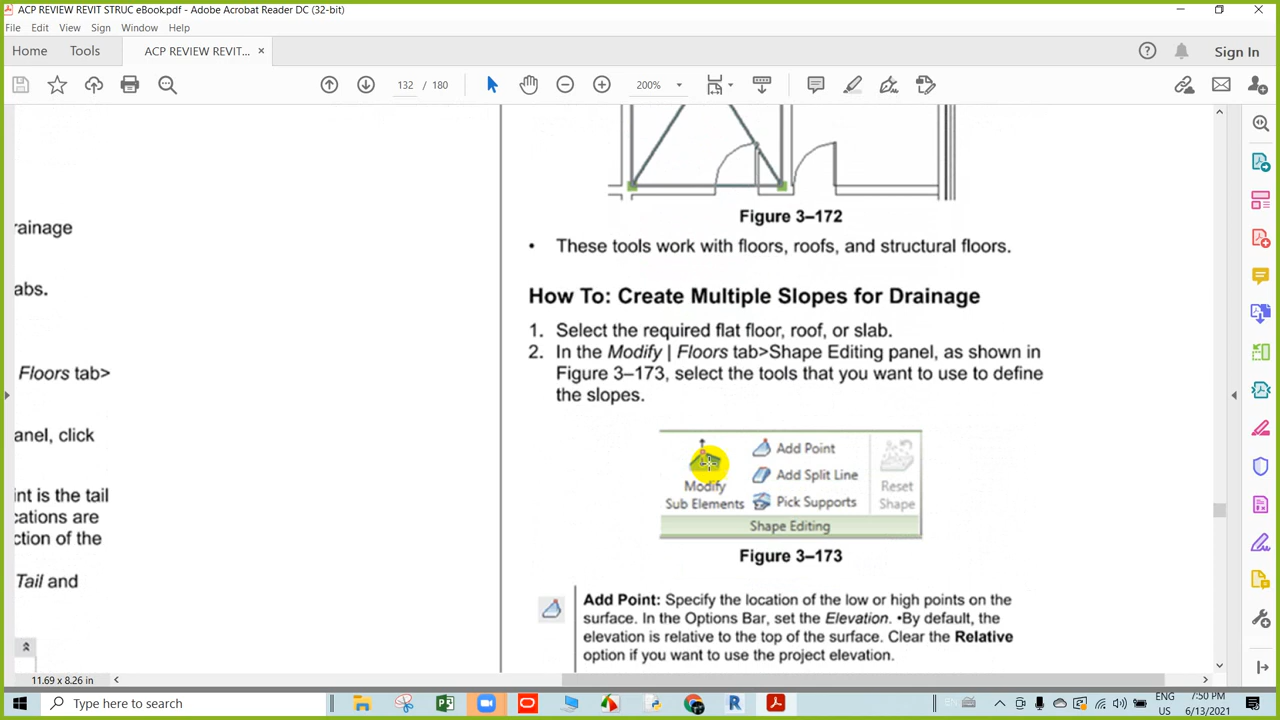 ACP REVIEW REVIT STRUC eBook.pdf - Adobe Acrobat Reader DC (32-bit)
File Edit View Sign Window Help
Home Tools ACP REVIEW REVIT... × Sign In
132 / 180 200%
Figure 3–172
rainage
• These tools work with floors, roofs, and structural floors.
abs.
How To: Create Multiple Slopes for Drainage
1. Select the required flat floor, roof, or slab.
2. In the Modify | Floors tab>Shape Editing panel, as shown in
Figure 3–173, select the tools that you want to use to define
the slopes.
Floors tab>
anel, click
int is the tail
cations are
ction of the
Tail and
Add Point
Add Split Line
Pick Supports
Modify
Sub Elements
Reset
Shape
Shape Editing
Figure 3–173
Add Point: Specify the location of the low or high points on the
surface. In the Options Bar, set the Elevation. •By default, the
elevation is relative to the top of the surface. Clear the Relative
option if you want to use the project elevation.
11.69 x 8.26 in
Type here to search
ENG
US
7:50 PM
6/13/2021